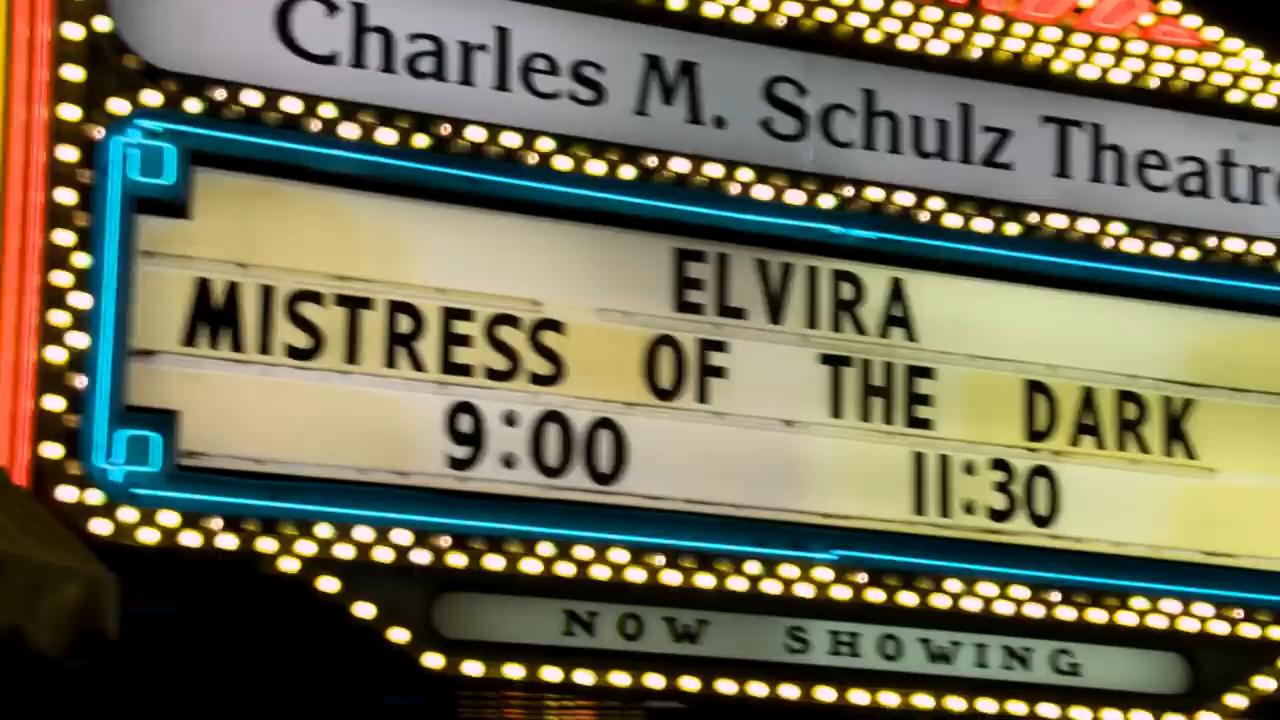 Charles M. Schulz Theatre
ELVIRA
MISTRESS OF THE DARK
9:00 11:30
NOW SHOWING